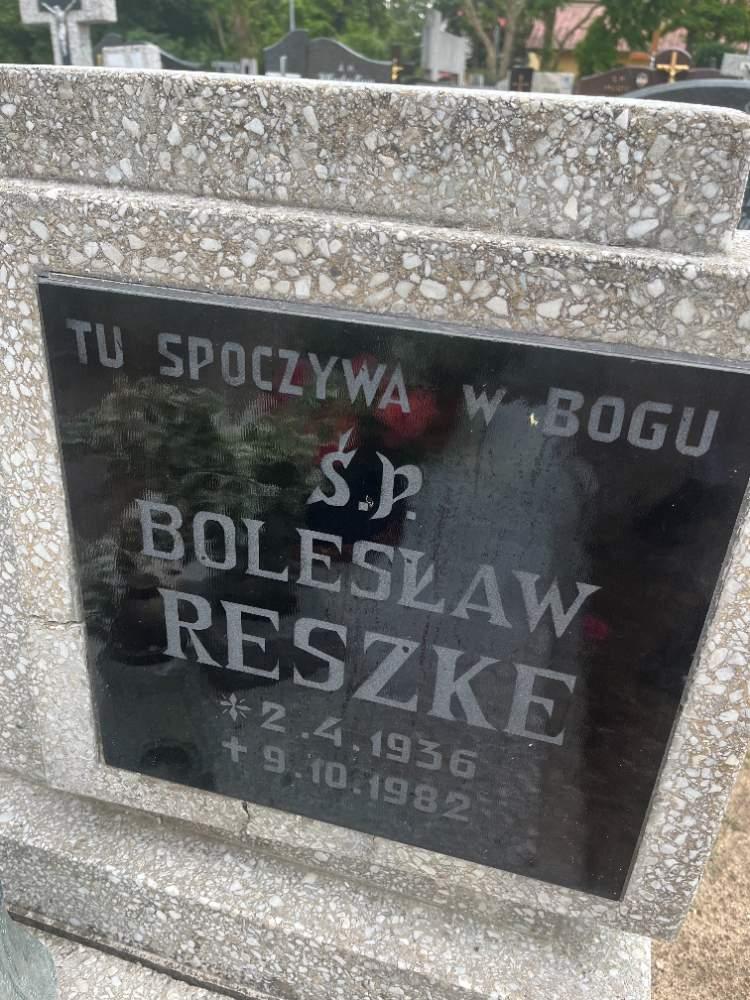 TU SPOCZYWA W BOGU
Ś.P.
BOLESŁAW
RESZKE
* 2.4.1936
+ 9.10.1982